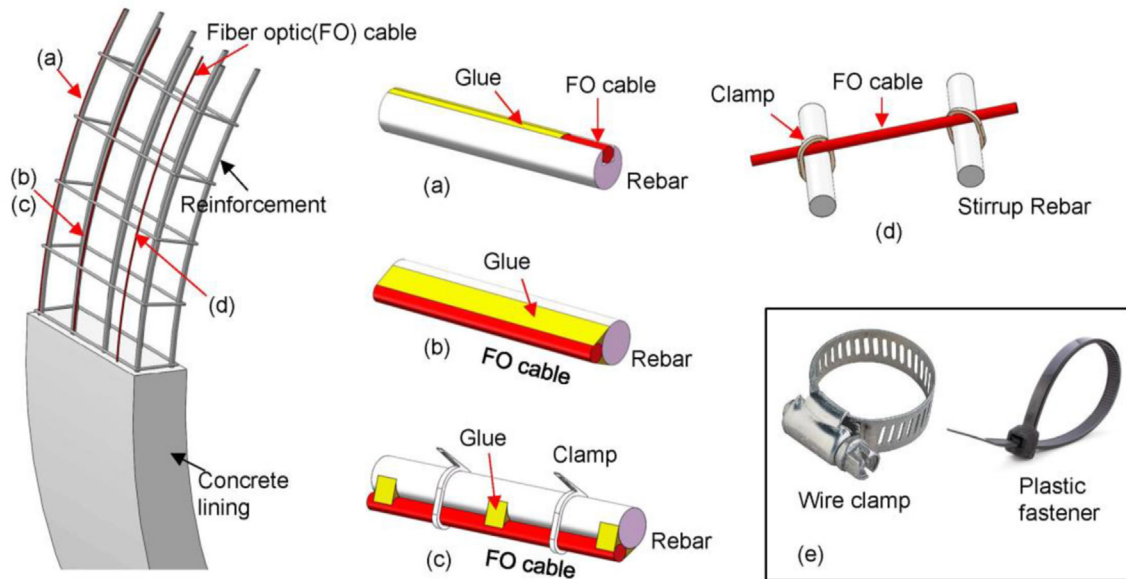 Fiber optic(FO) cable
(a)
(b)
(c)
Reinforcement
(d)
Concrete
lining
Glue
FO cable
(a)
Rebar
Glue
(b)
FO cable
Rebar
Glue
Clamp
(c)
FO cable
Rebar
Clamp
FO cable
Stirrup Rebar
(d)
Wire clamp
Plastic
fastener
(e)